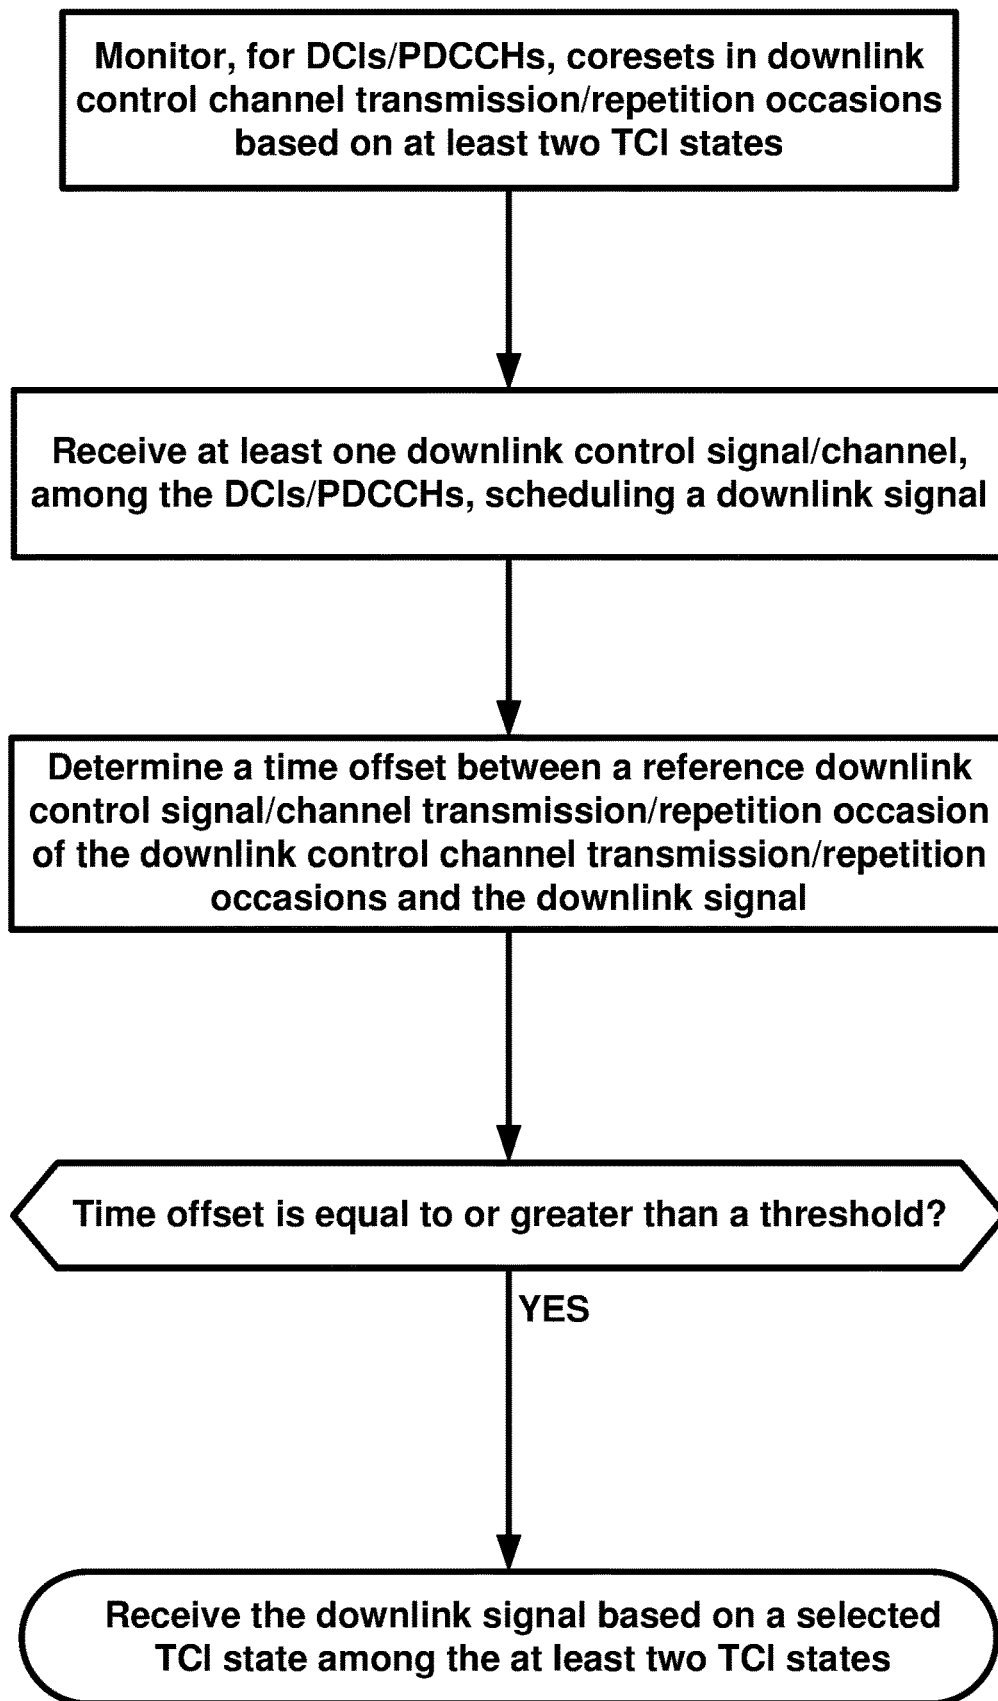 Monitor, for DCIs/PDCCHs, coresets in downlink
control channel transmission/repetition occasions
based on at least two TCI states
Receive at least one downlink control signal/channel,
among the DCIs/PDCCHs, scheduling a downlink signal
Determine a time offset between a reference downlink
control signal/channel transmission/repetition occasion
of the downlink control channel transmission/repetition
occasions and the downlink signal
Time offset is equal to or greater than a threshold?
YES
Receive the downlink signal based on a selected
TCI state among the at least two TCI states